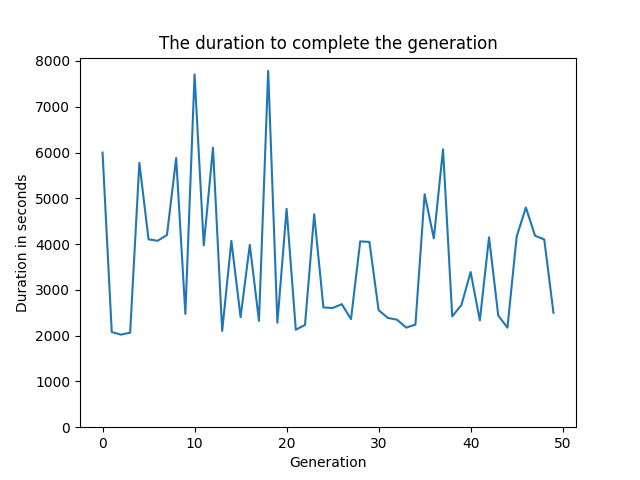 The duration to complete the generation
8000
7000
6000
5000
4000
3000
2000
1000
0
Duration in seconds
0 10 20 30 40 50
Generation